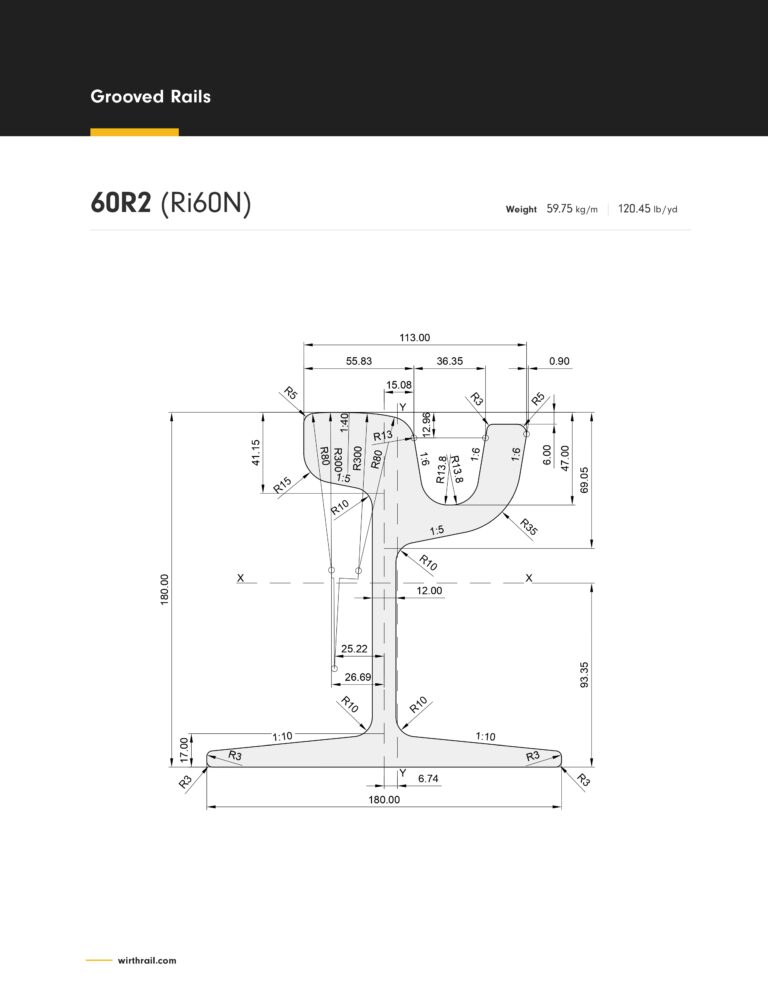 Grooved Rails
60R2 (Ri60N)
Weight 59.75 kg/m | 120.45 lb/yd
113.00
55.83 36.35 0.90
15.08
R5 Y R3 R5
1:40 12.96
R13
41.15 R80 R300 R300 R80 1:6 R13.8 R13.8 1:6 1:6 6.00 47.00 69.05
1:5
R15
R10 1:5 R35
R10
180.00 X X
12.00
25.22
93.35
26.69
R10 R10
17.00 1:10 1:10
R3 R3
R3 Y 6.74 R3
180.00
wirthrail.com